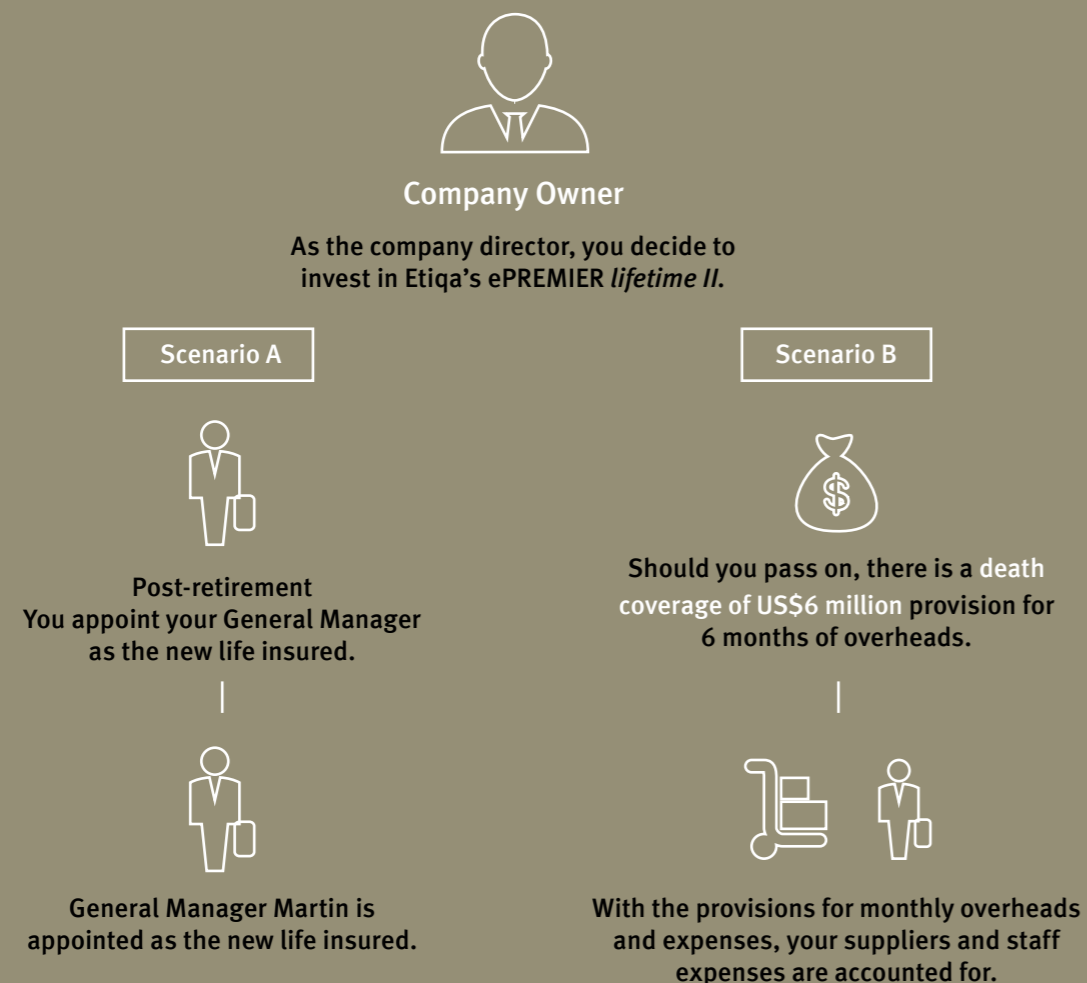 Company Owner
As the company director, you decide to
invest in Etiqa’s ePREMIER lifetime II.
Scenario A
Post-retirement
You appoint your General Manager
as the new life insured.
General Manager Martin is
appointed as the new life insured.
Scenario B
$
Should you pass on, there is a death
coverage of US$6 million provision for
6 months of overheads.
With the provisions for monthly overheads
and expenses, your suppliers and staff
expenses are accounted for.